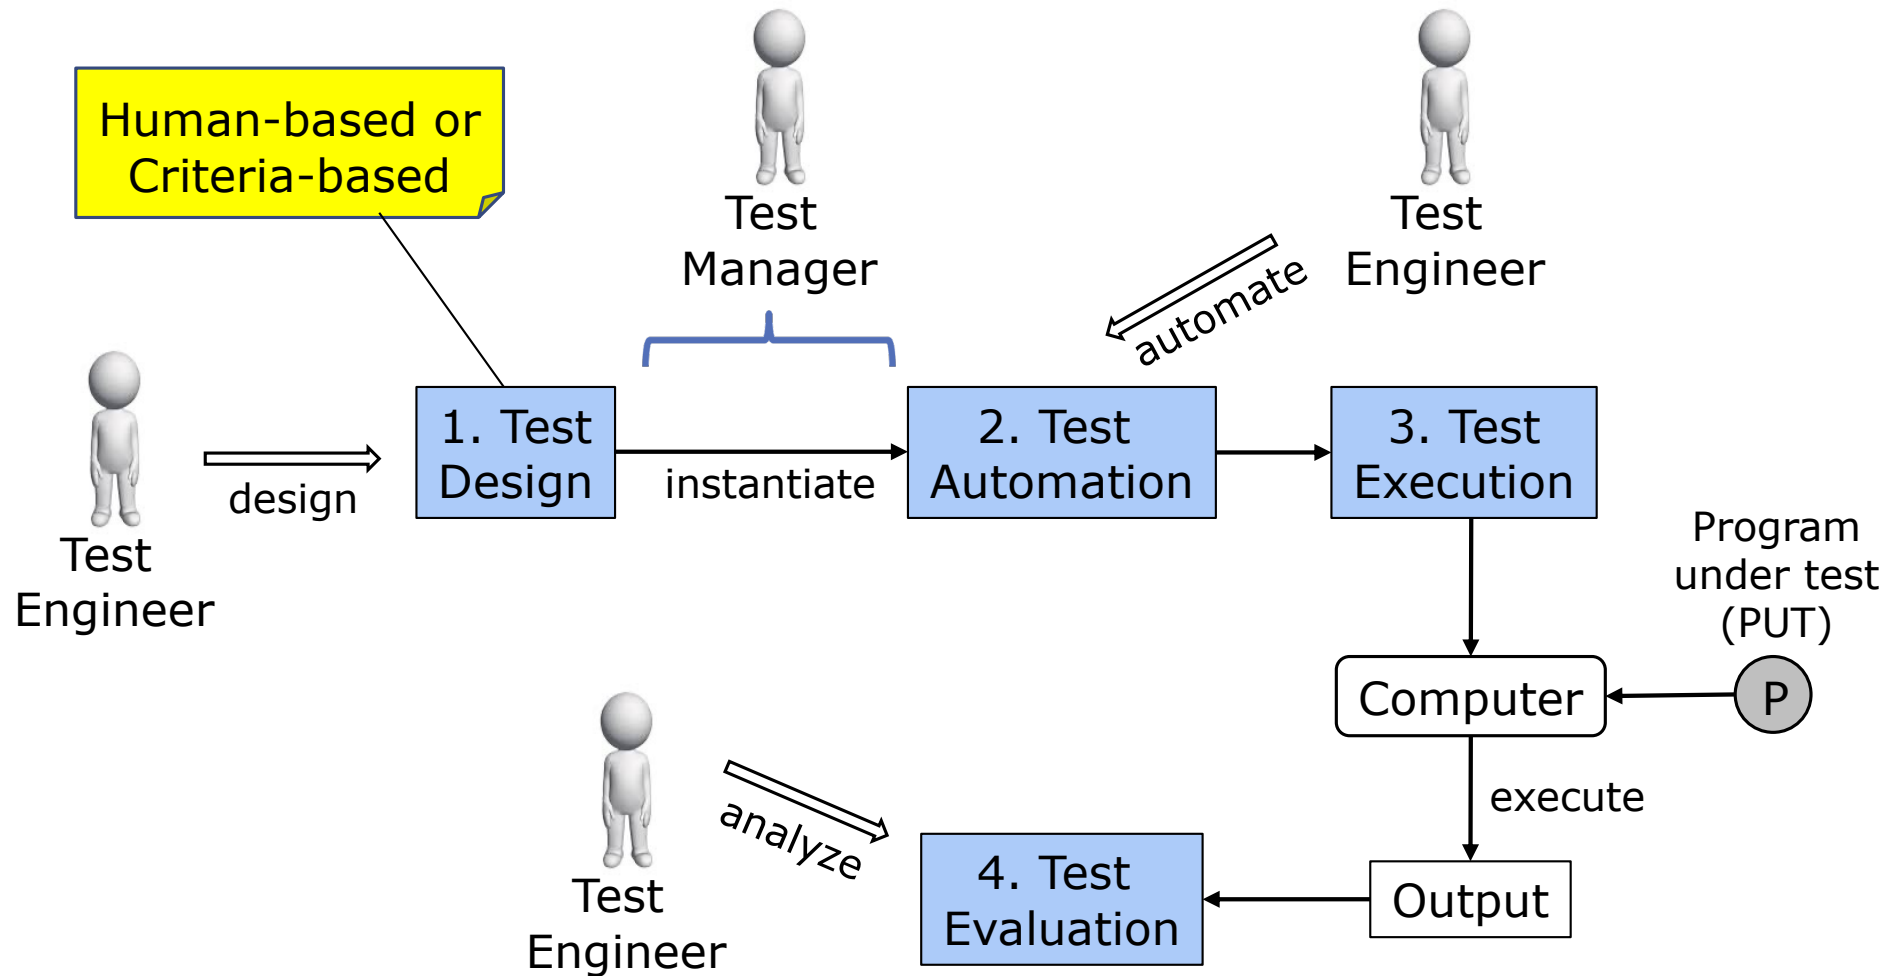 Human-based or
Criteria-based
Test
Manager
Test
Engineer
automate
Test
Engineer
design
1. Test
Design
instantiate
2. Test
Automation
3. Test
Execution
Program
under test
(PUT)
Computer
P
execute
Output
Test
Engineer
analyze
4. Test
Evaluation